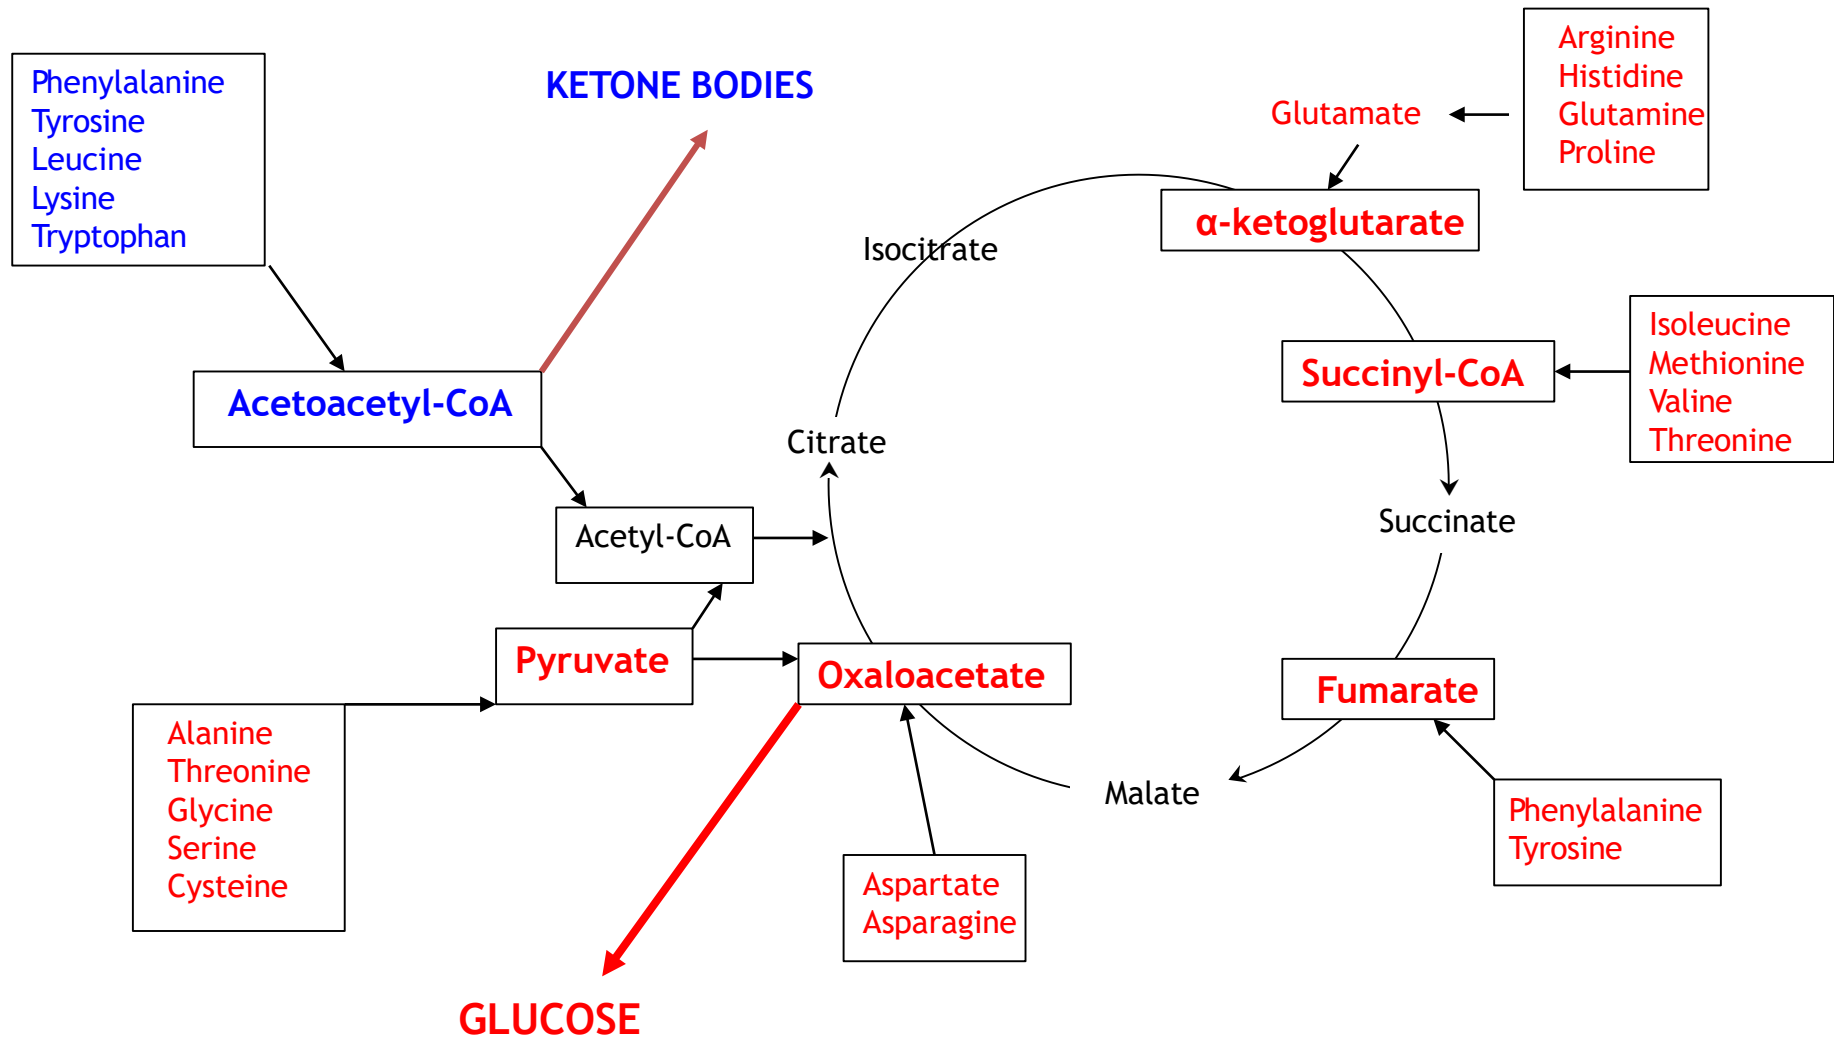 Phenylalanine
Tyrosine
Leucine
Lysine
Tryptophan
KETONE BODIES
Glutamate
Arginine
Histidine
Glutamine
Proline
α-ketoglutarate
Isocitrate
Isoleucine
Methionine
Valine
Threonine
Succinyl-CoA
Acetoacetyl-CoA
Citrate
Acetyl-CoA
Succinate
Pyruvate
Oxaloacetate
Fumarate
Alanine
Threonine
Glycine
Serine
Cysteine
Malate
Phenylalanine
Tyrosine
Aspartate
Asparagine
GLUCOSE